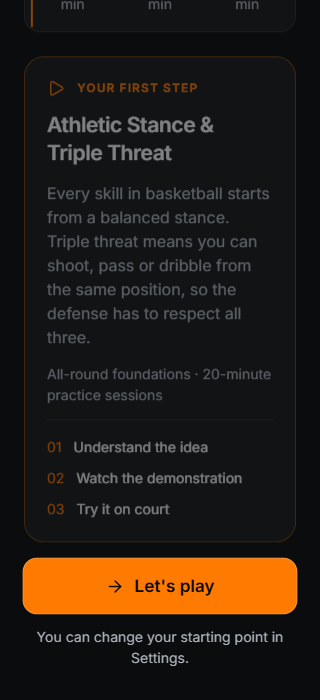 min min min
YOUR FIRST STEP
Athletic Stance &
Triple Threat
Every skill in basketball starts
from a balanced stance.
Triple threat means you can
shoot, pass or dribble from
the same position, so the
defense has to respect all
three.
All-round foundations · 20-minute
practice sessions
01 Understand the idea
02 Watch the demonstration
03 Try it on court
Let's play
You can change your starting point in
Settings.